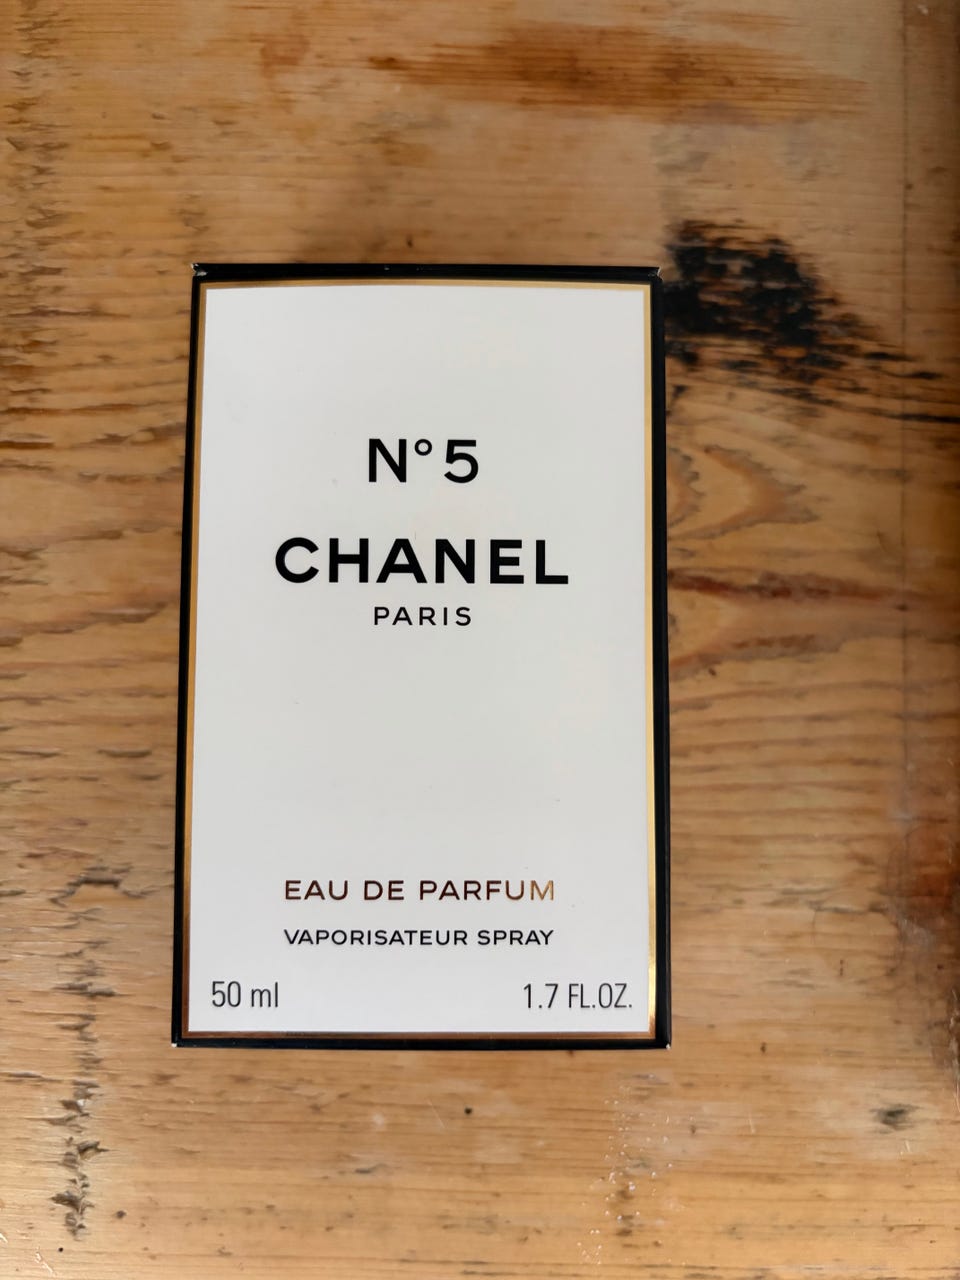 N°5
CHANEL
PARIS
EAU DE PARFUM
VAPORISATEUR SPRAY
50 ml 1.7 FL.OZ.